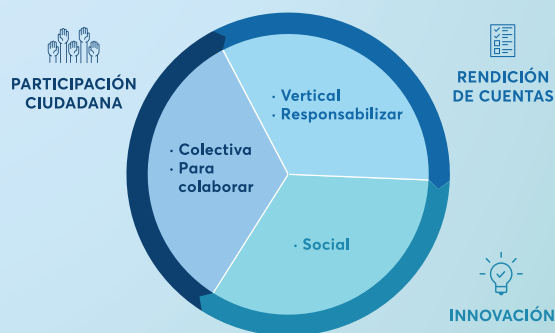 PARTICIPACIÓN
CIUDADANA
· Colectiva
· Para
colaborar
· Vertical
· Responsabilizar
RENDICIÓN
DE CUENTAS
· Social
INNOVACIÓN